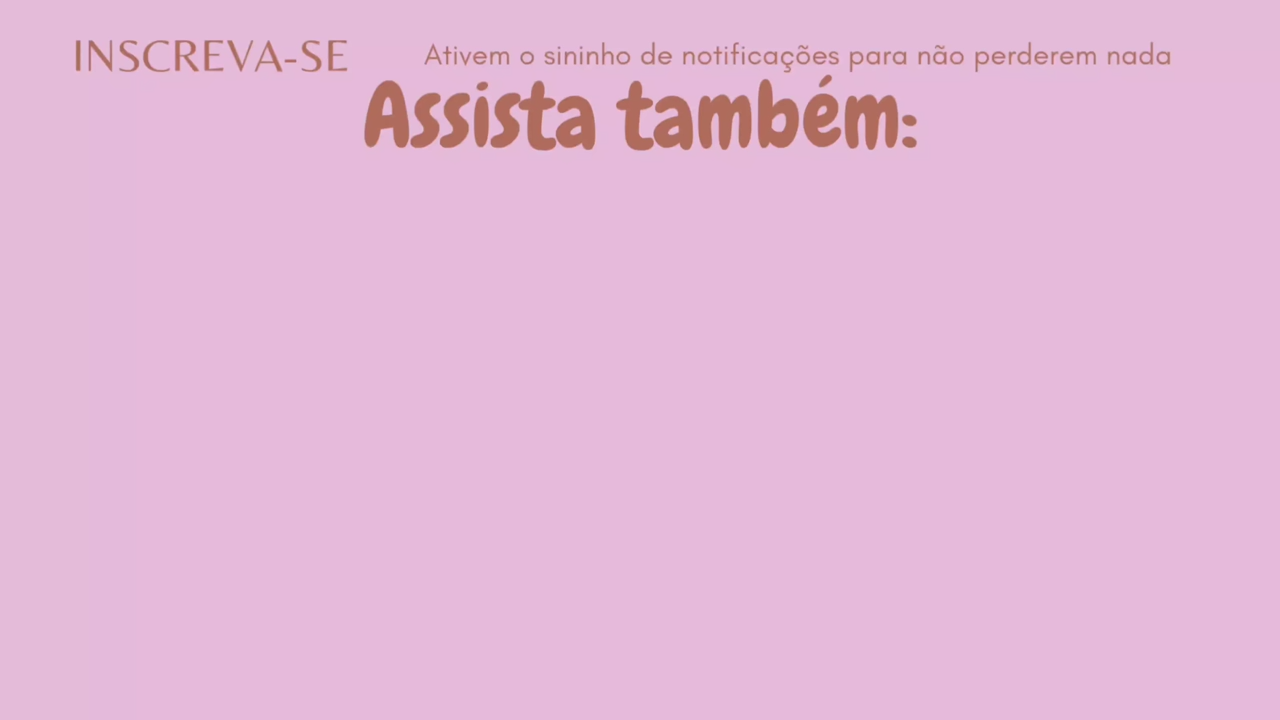 INSCREVA-SE
Ativem o sininho de notificações para não perderem nada
Assista também: